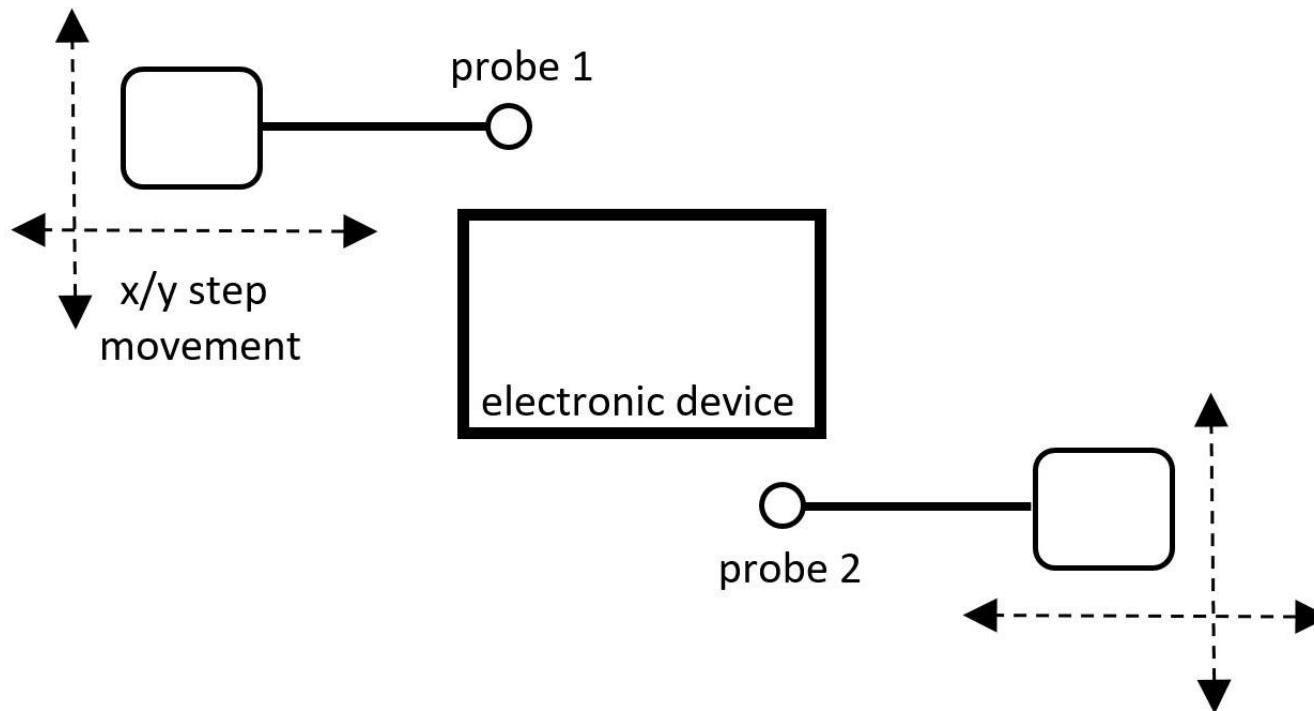 probe 1
x/y step
movement
electronic device
probe 2